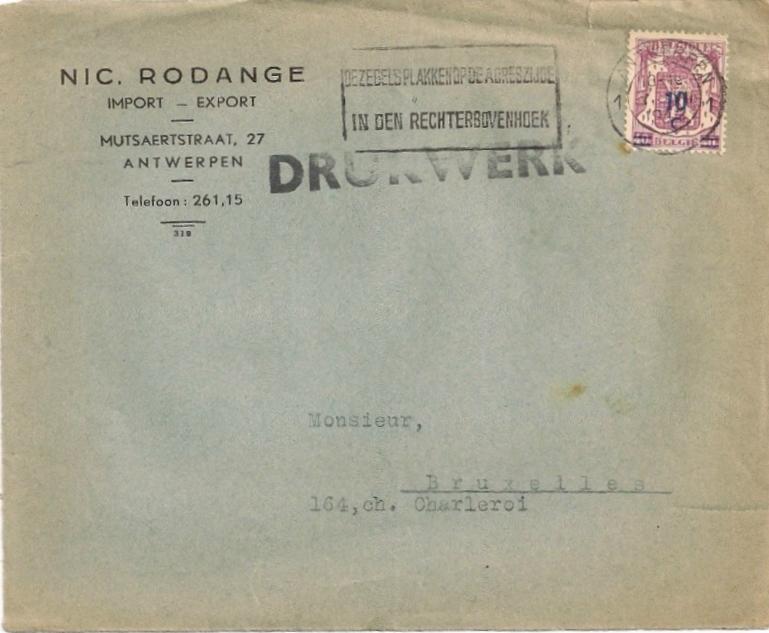 NIC. RODANGE
IMPORT — EXPORT
MUTSAERTSTRAAT, 27
ANTWERPEN
Telefoon : 261,15
DE ZEGELS PLAKKEN OP DE ADRESZIJDE
IN DEN RECHTERBOVENHOEK
DRUKWERK
10
BELGIE
Monsieur,
Bruxelles
164,ch. Charleroi